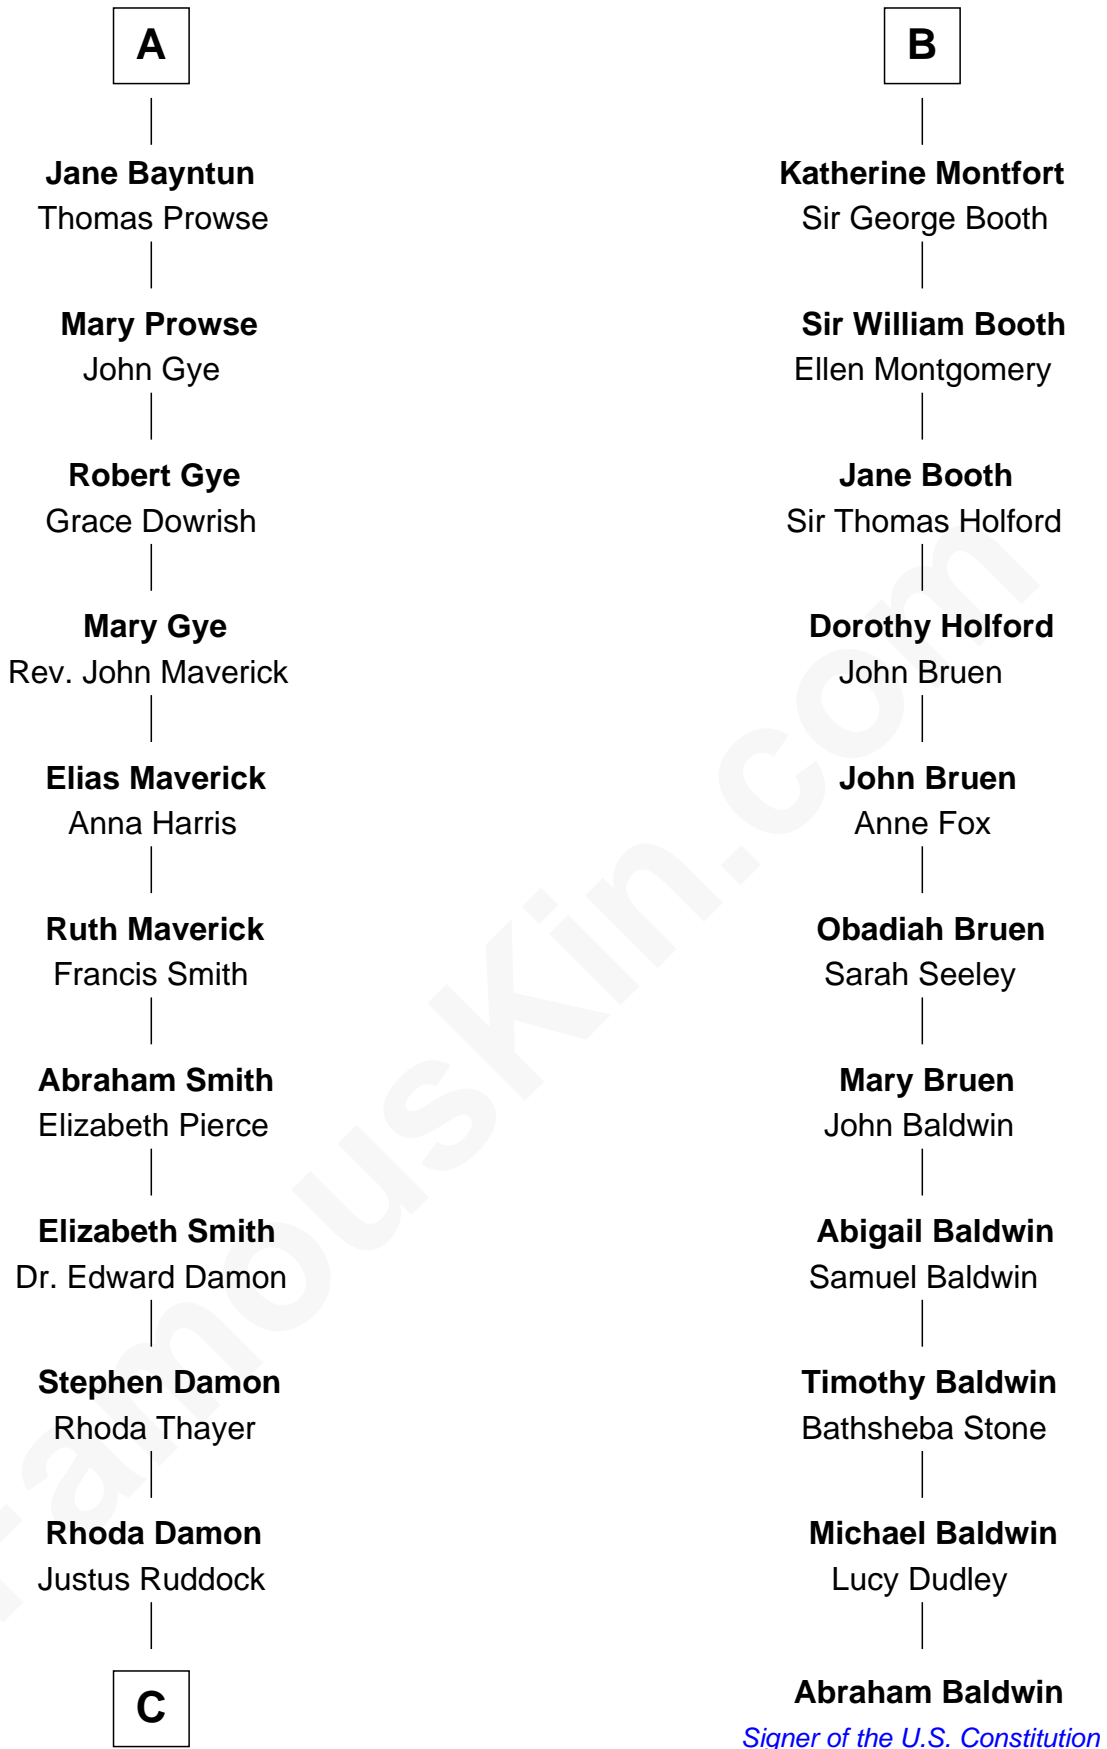 A
Jane Bayntun
Thomas Prowse
Mary Prowse
John Gye
Robert Gye
Grace Dowrish
Mary Gye
Rev. John Maverick
Elias Maverick
Anna Harris
Ruth Maverick
Francis Smith
Abraham Smith
Elizabeth Pierce
Elizabeth Smith
Dr. Edward Damon
Stephen Damon
Rhoda Thayer
Rhoda Damon
Justus Ruddock
C
B
Katherine Montfort
Sir George Booth
Sir William Booth
Ellen Montgomery
Jane Booth
Sir Thomas Holford
Dorothy Holford
John Bruen
John Bruen
Anne Fox
Obadiah Bruen
Sarah Seeley
Mary Bruen
John Baldwin
Abigail Baldwin
Samuel Baldwin
Timothy Baldwin
Bathsheba Stone
Michael Baldwin
Lucy Dudley
Abraham Baldwin
Signer of the U.S. Constitution
FamousKin.com